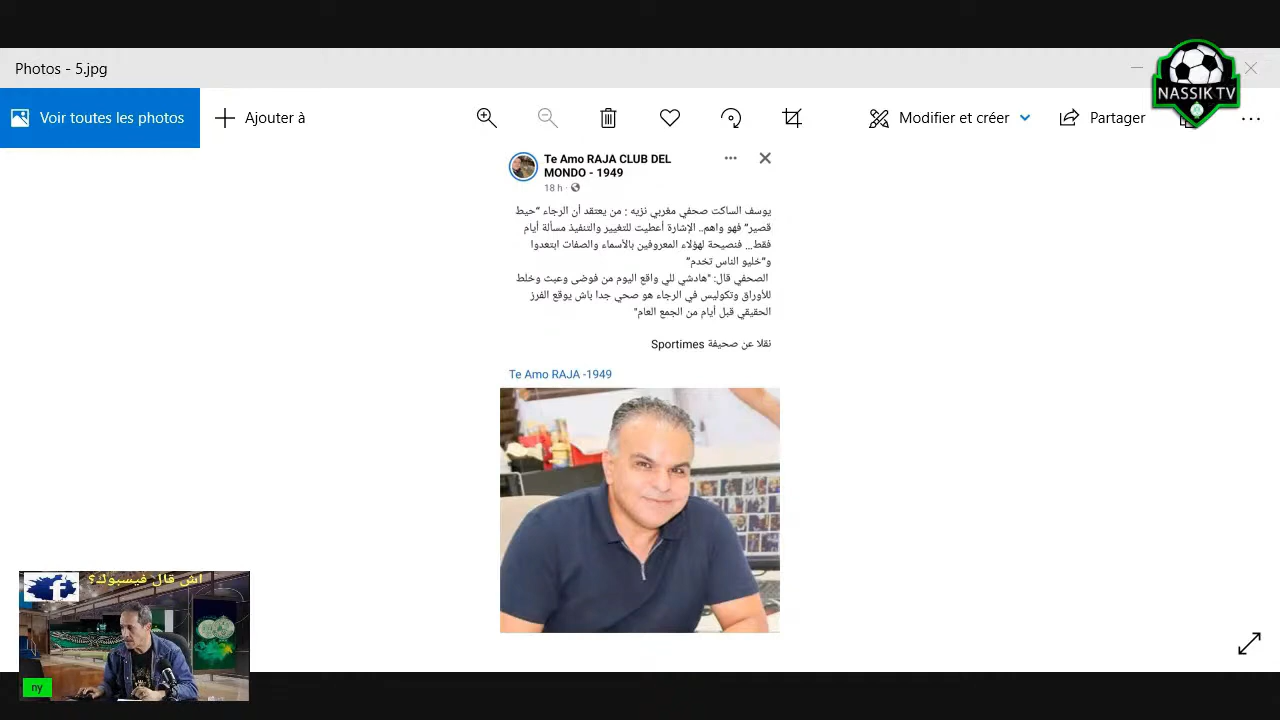 Photos - 5.jpg
NASSIK TV
Voir toutes les photos
Ajouter à
Modifier et créer
Partager
Te Amo RAJA CLUB DEL
MONDO - 1949
18 h ·
يوسف الساكت صحفي مغربي نزيه : من يعتقد أن الرجاء “حيط
قصير” فهو واهم.. الإشارة أعطيت للتغيير والتنفيذ مسألة أيام
فقط... فنصيحة لهؤلاء المعروفين بالأسماء والصفات ابتعدوا
و“خليو الناس تخدم”
الصحفي قال: "هادشي للي واقع اليوم من فوضى وعبث وخلط
للأوراق وتكوليس في الرجاء هو صحي جدا باش يوقع الفرز
الحقيقي قبل أيام من الجمع العام"
نقلا عن صحيفة Sportimes
Te Amo RAJA -1949
اش قال فيسبوك؟
f
ny